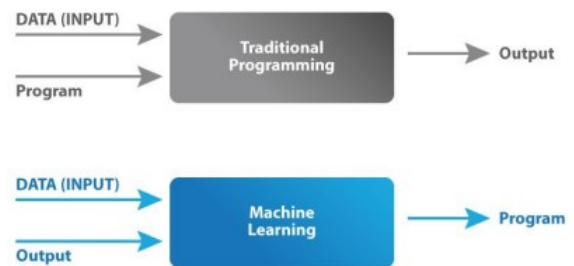 DATA (INPUT)
Traditional
Programming
Output
Program
DATA (INPUT)
Machine
Learning
Program
Output